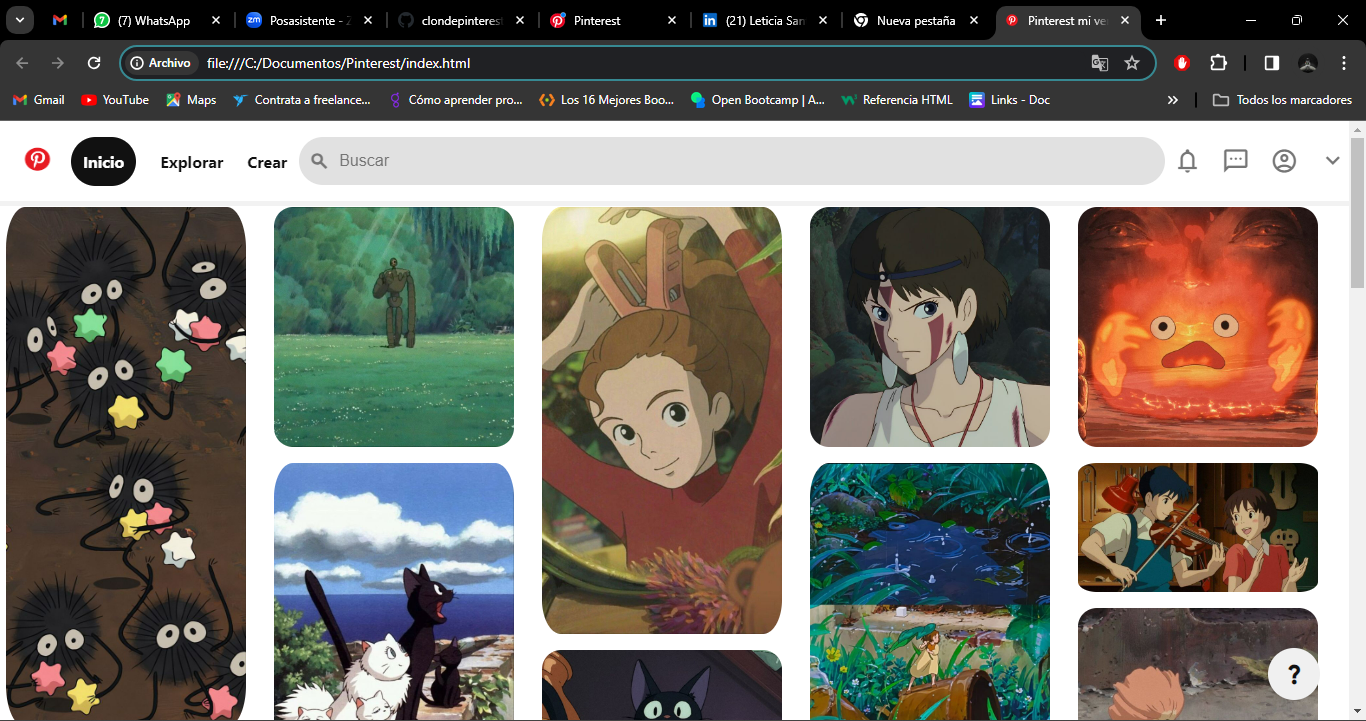 (7) WhatsApp
Posasistente - Z
clondepinteres
Pinterest
(21) Leticia San
Nueva pestaña
Pinterest mi ve
Archivo
file:///C:/Documentos/Pinterest/index.html
Gmail
YouTube
Maps
Contrata a freelance...
Cómo aprender pro...
Los 16 Mejores Boo...
Open Bootcamp | A...
Referencia HTML
Links - Doc
Todos los marcadores
Inicio
Explorar
Crear
Buscar
?